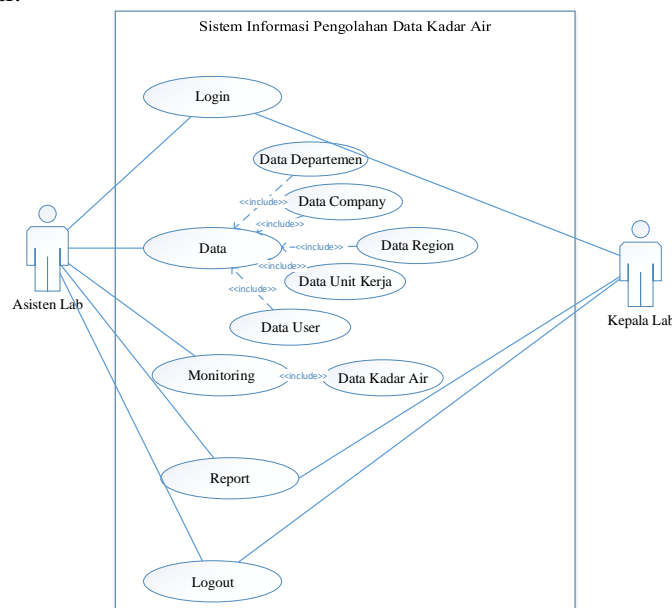 Sistem Informasi Pengolahan Data Kadar Air
Login
Data Departemen
<<include>>
Data Company
<<include>>
Data
<<include>>
Data Region
<<include>>
Data Unit Kerja
<<include>>
Data User
Asisten Lab
Kepala Lab
Monitoring
<<include>>
Data Kadar Air
Report
Logout